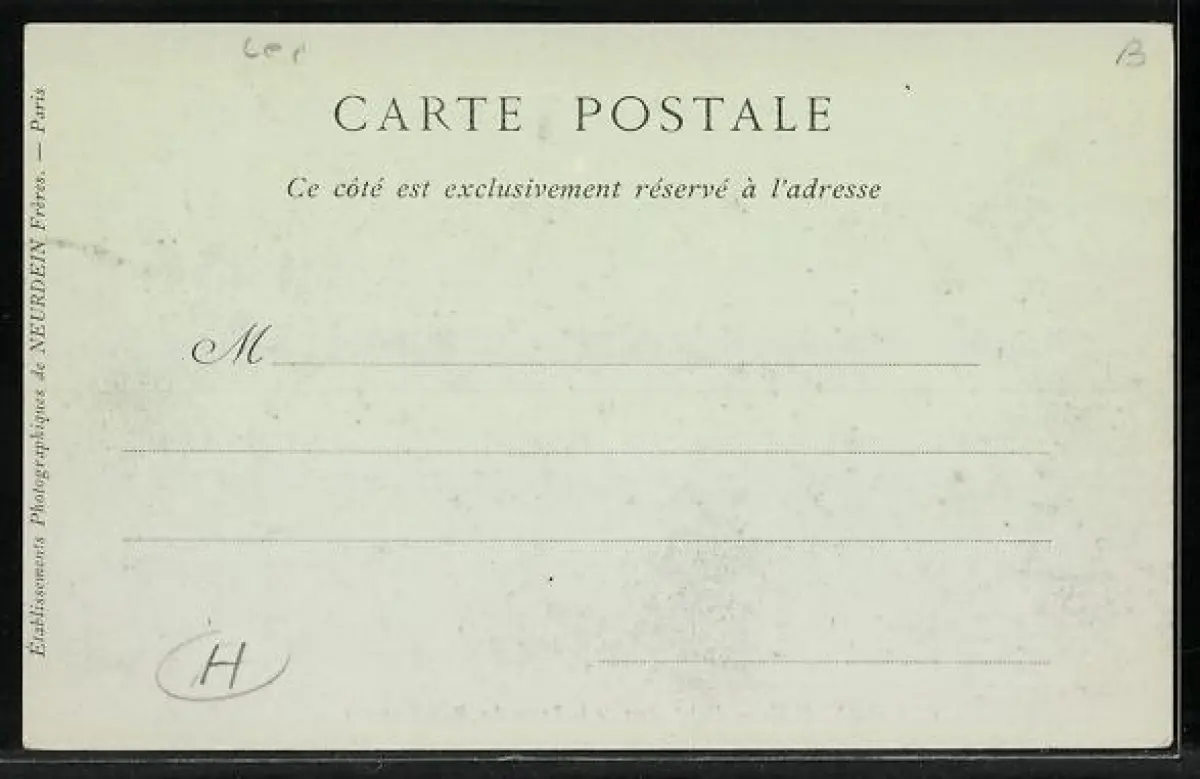 B
CARTE POSTALE
Ce côté est exclusivement réservé à l'adresse
M
H
Établissements Photographiques de NEURDEIN Frères. — Paris